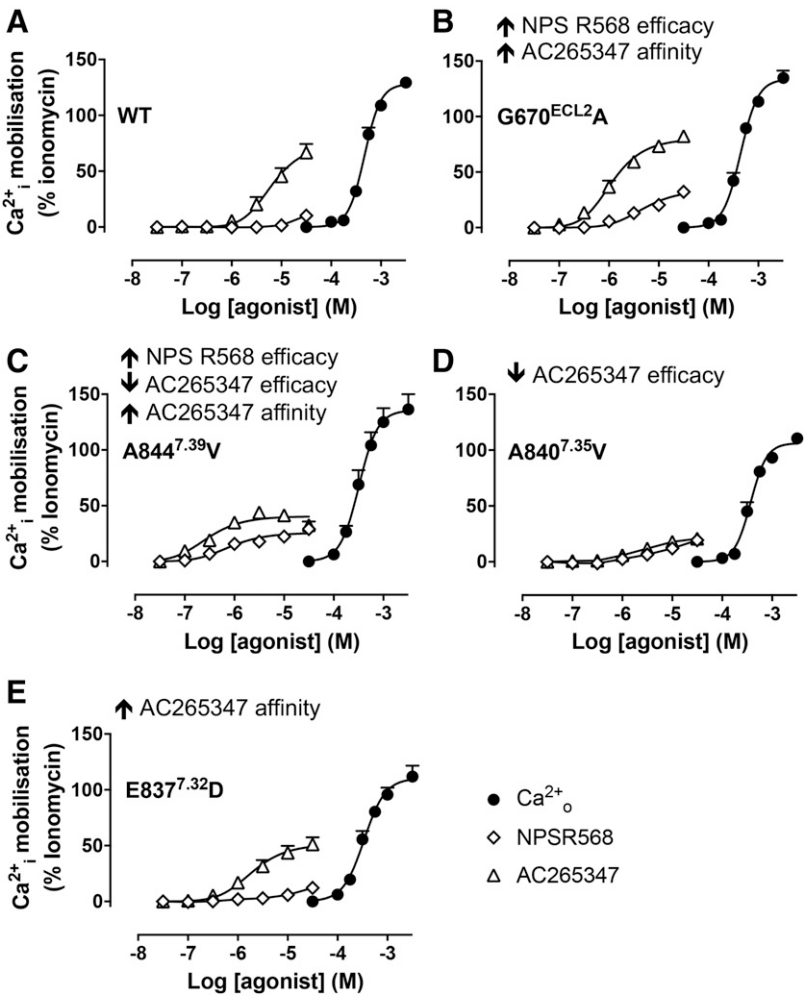 A
WT
Ca²⁺ᵢ mobilisation
(% ionomycin)
150
100
50
0
-8 -7 -6 -5 -4 -3
Log [agonist] (M)
B
↑ NPS R568 efficacy
↑ AC265347 affinity
G670ᴱᶜᴸ²A
150
100
50
0
-8 -7 -6 -5 -4 -3
Log [agonist] (M)
C
↑ NPS R568 efficacy
↓ AC265347 efficacy
↑ AC265347 affinity
A844⁷·³⁹V
Ca²⁺ᵢ mobilisation
(% Ionomycin)
150
100
50
0
-8 -7 -6 -5 -4 -3
Log [agonist] (M)
D
↓ AC265347 efficacy
A840⁷·³⁵V
150
100
50
0
-8 -7 -6 -5 -4 -3
Log [agonist] (M)
E
↑ AC265347 affinity
E837⁷·³²D
Ca²⁺ᵢ mobilisation
(% Ionomycin)
150
100
50
0
-8 -7 -6 -5 -4 -3
Log [agonist] (M)
Ca²⁺ₒ
NPSR568
AC265347